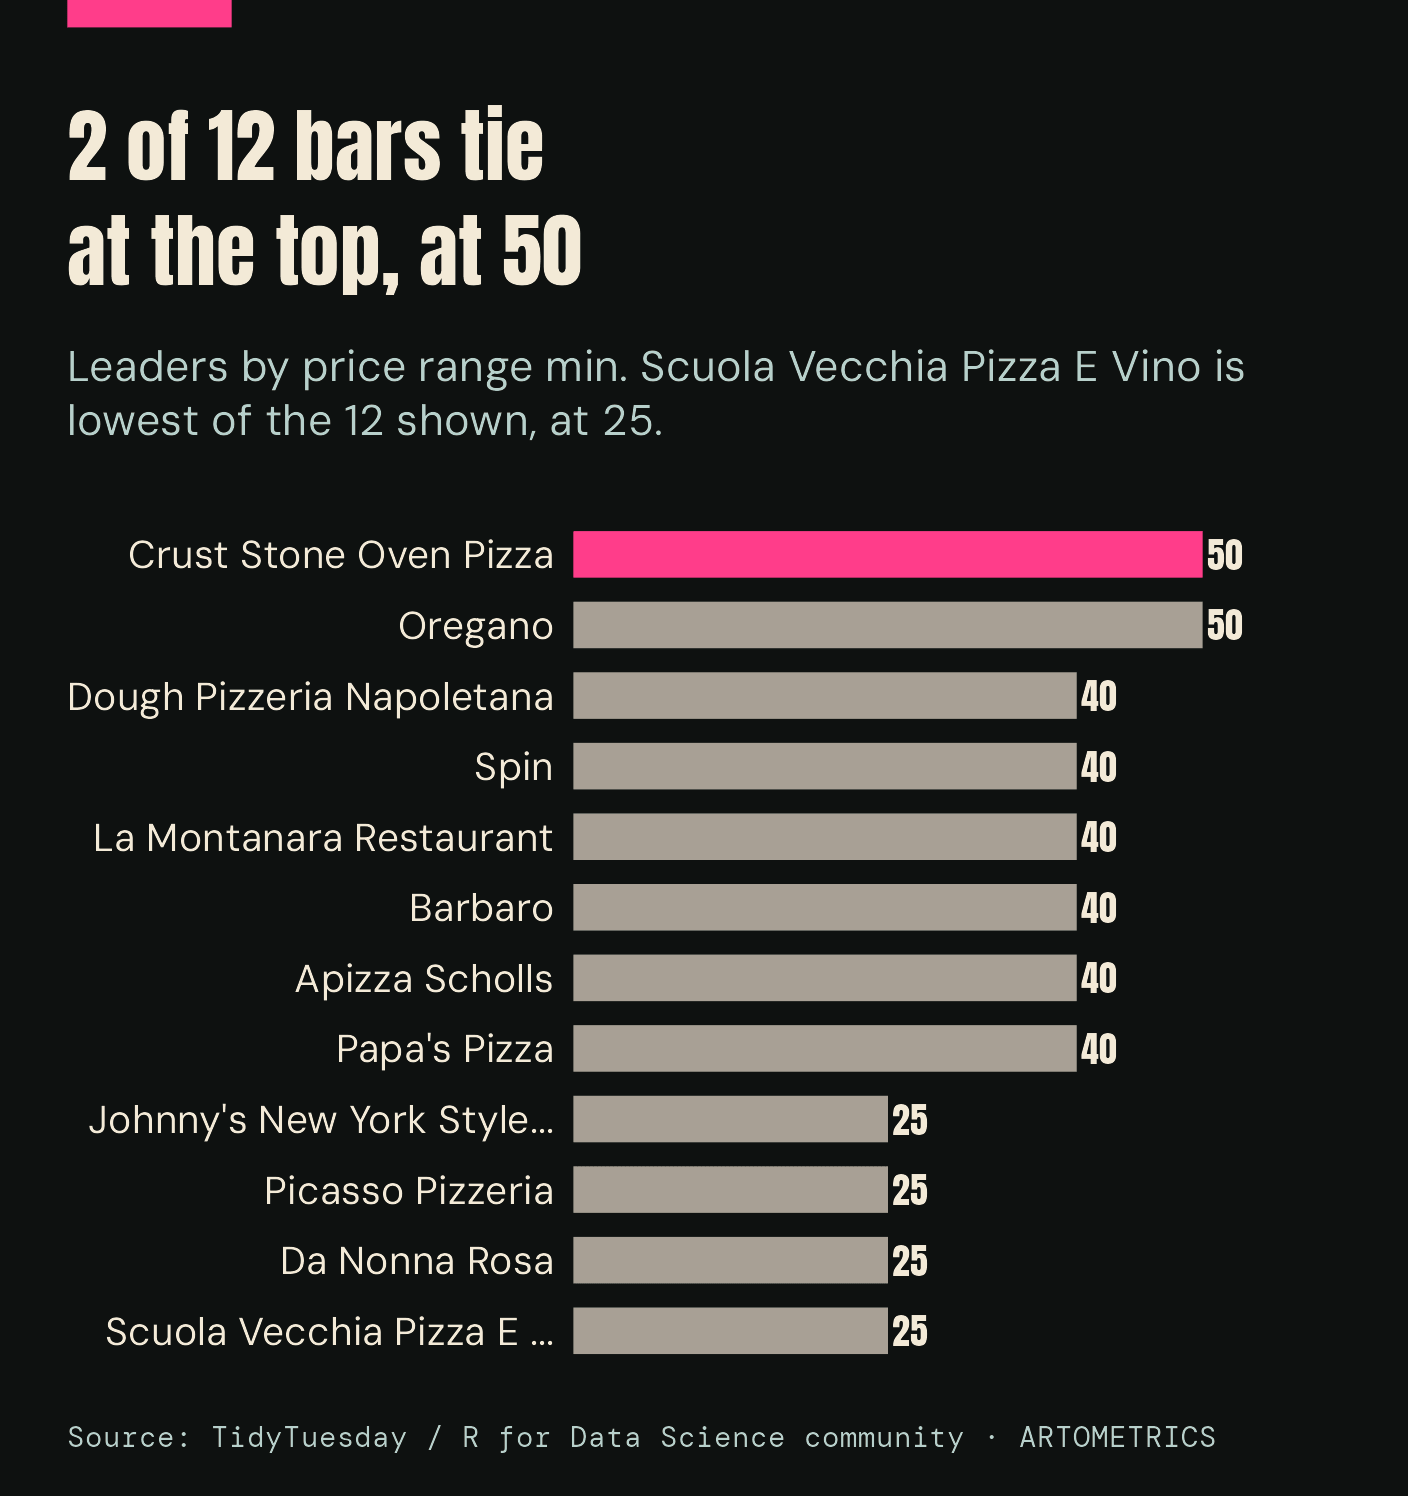 2 of 12 bars tie
at the top, at 50
Leaders by price range min. Scuola Vecchia Pizza E Vino is
lowest of the 12 shown, at 25.
Crust Stone Oven Pizza 50
Oregano 50
Dough Pizzeria Napoletana 40
Spin 40
La Montanara Restaurant 40
Barbaro 40
Apizza Scholls 40
Papa's Pizza 40
Johnny's New York Style... 25
Picasso Pizzeria 25
Da Nonna Rosa 25
Scuola Vecchia Pizza E ... 25
Source: TidyTuesday / R for Data Science community · ARTOMETRICS